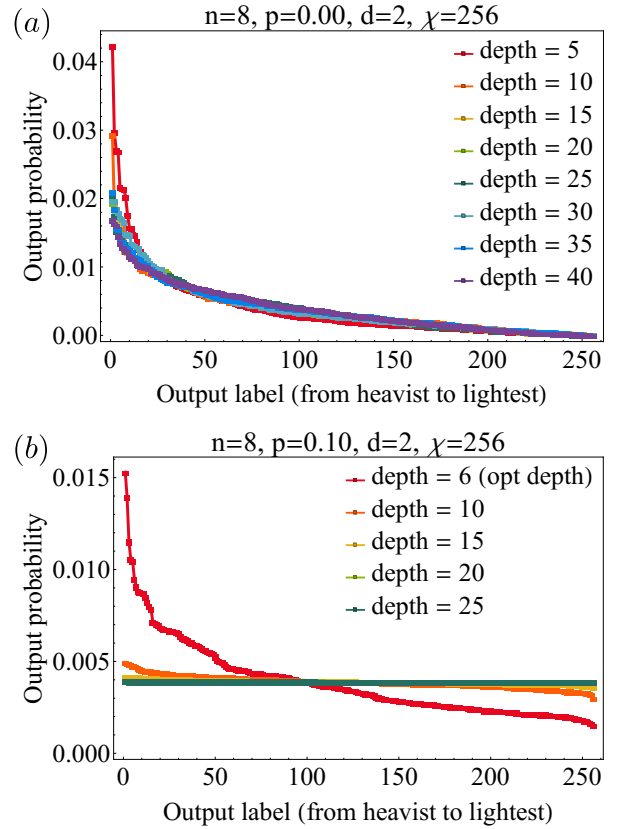 (a)
n=8, p=0.00, d=2, χ=256
Output probability
0.04
0.03
0.02
0.01
0.00
depth = 5
depth = 10
depth = 15
depth = 20
depth = 25
depth = 30
depth = 35
depth = 40
0 50 100 150 200 250
Output label (from heavist to lightest)
(b)
n=8, p=0.10, d=2, χ=256
Output probability
0.015
0.010
0.005
0.000
depth = 6 (opt depth)
depth = 10
depth = 15
depth = 20
depth = 25
0 50 100 150 200 250
Output label (from heavist to lightest)